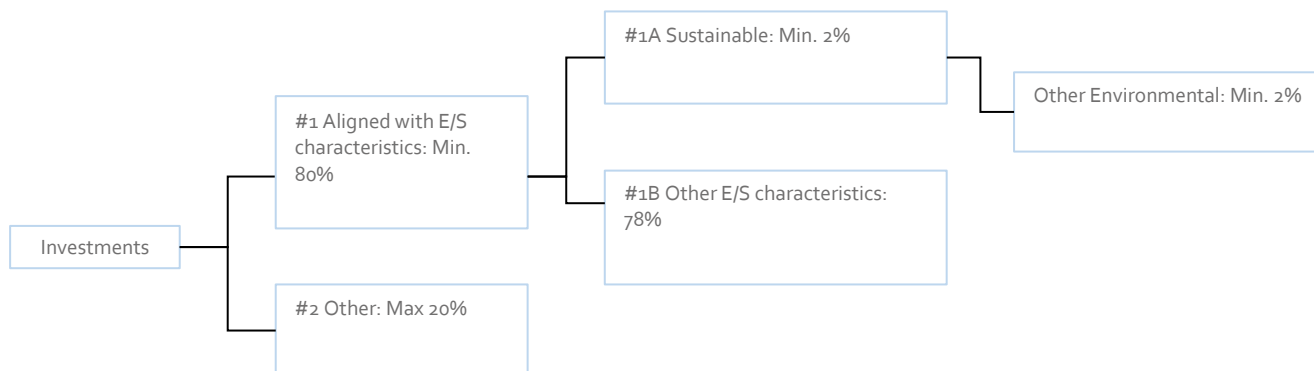 #1A Sustainable: Min. 2%
Other Environmental: Min. 2%
#1 Aligned with E/S
characteristics: Min.
80%
#1B Other E/S characteristics:
78%
Investments
#2 Other: Max 20%